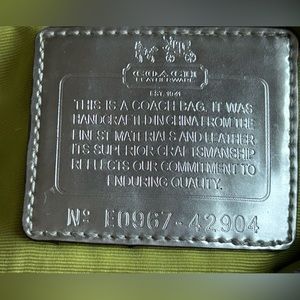 COACH
LEATHERWARE
EST. 1941
THIS IS A COACH BAG. IT WAS
HANDCRAFTED IN CHINA FROM THE
FINEST MATERIALS AND LEATHER.
ITS SUPERIOR CRAFTSMANSHIP
REFLECTS OUR COMMITMENT TO
ENDURING QUALITY.
Nº E0967-42904